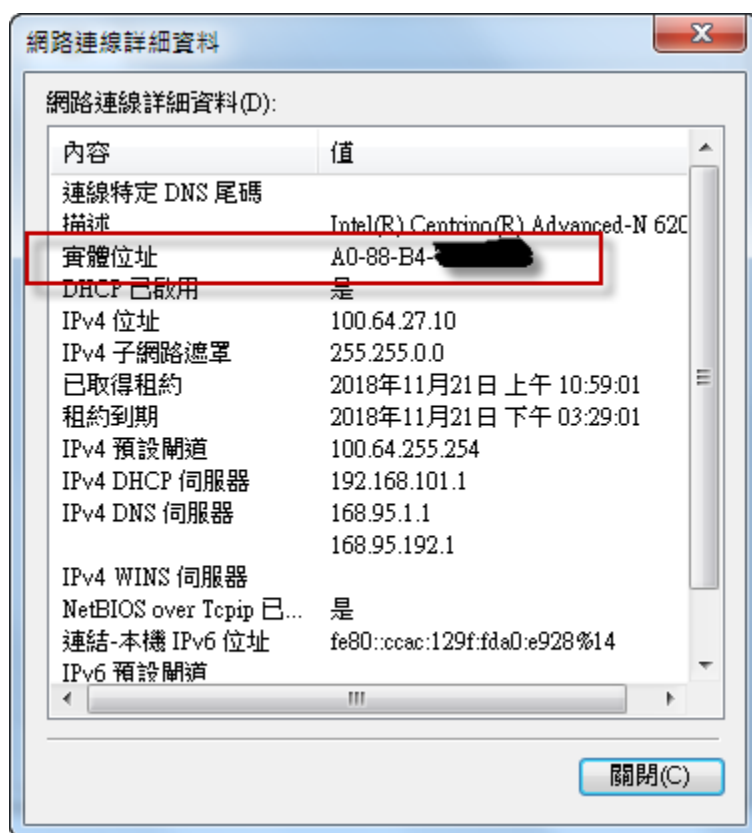 網路連線詳細資料
網路連線詳細資料(D):
內容 值
連線特定 DNS 尾碼
描述 Intel(R) Centrino(R) Advanced-N 620
實體位址 A0-88-B4-
DHCP 已啟用 是
IPv4 位址 100.64.27.10
IPv4 子網路遮罩 255.255.0.0
已取得租約 2018年11月21日 上午 10:59:01
租約到期 2018年11月21日 下午 03:29:01
IPv4 預設閘道 100.64.255.254
IPv4 DHCP 伺服器 192.168.101.1
IPv4 DNS 伺服器 168.95.1.1
168.95.192.1
IPv4 WINS 伺服器
NetBIOS over Tcpip 已... 是
連結-本機 IPv6 位址 fe80::ccac:129f:fda0:e928%14
IPv6 預設閘道
關閉(C)